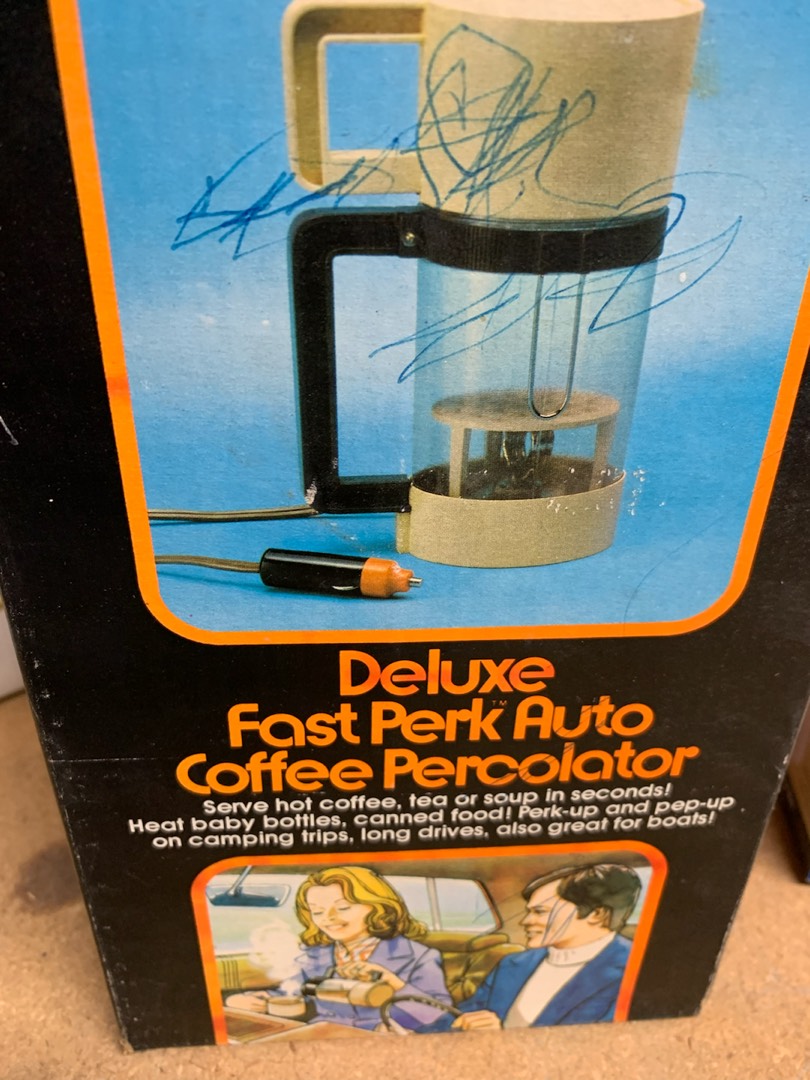 Deluxe
Fast Perk™ Auto
Coffee Percolator
Serve hot coffee, tea or soup in seconds!
Heat baby bottles, canned food! Perk-up and pep-up
on camping trips, long drives, also great for boats!